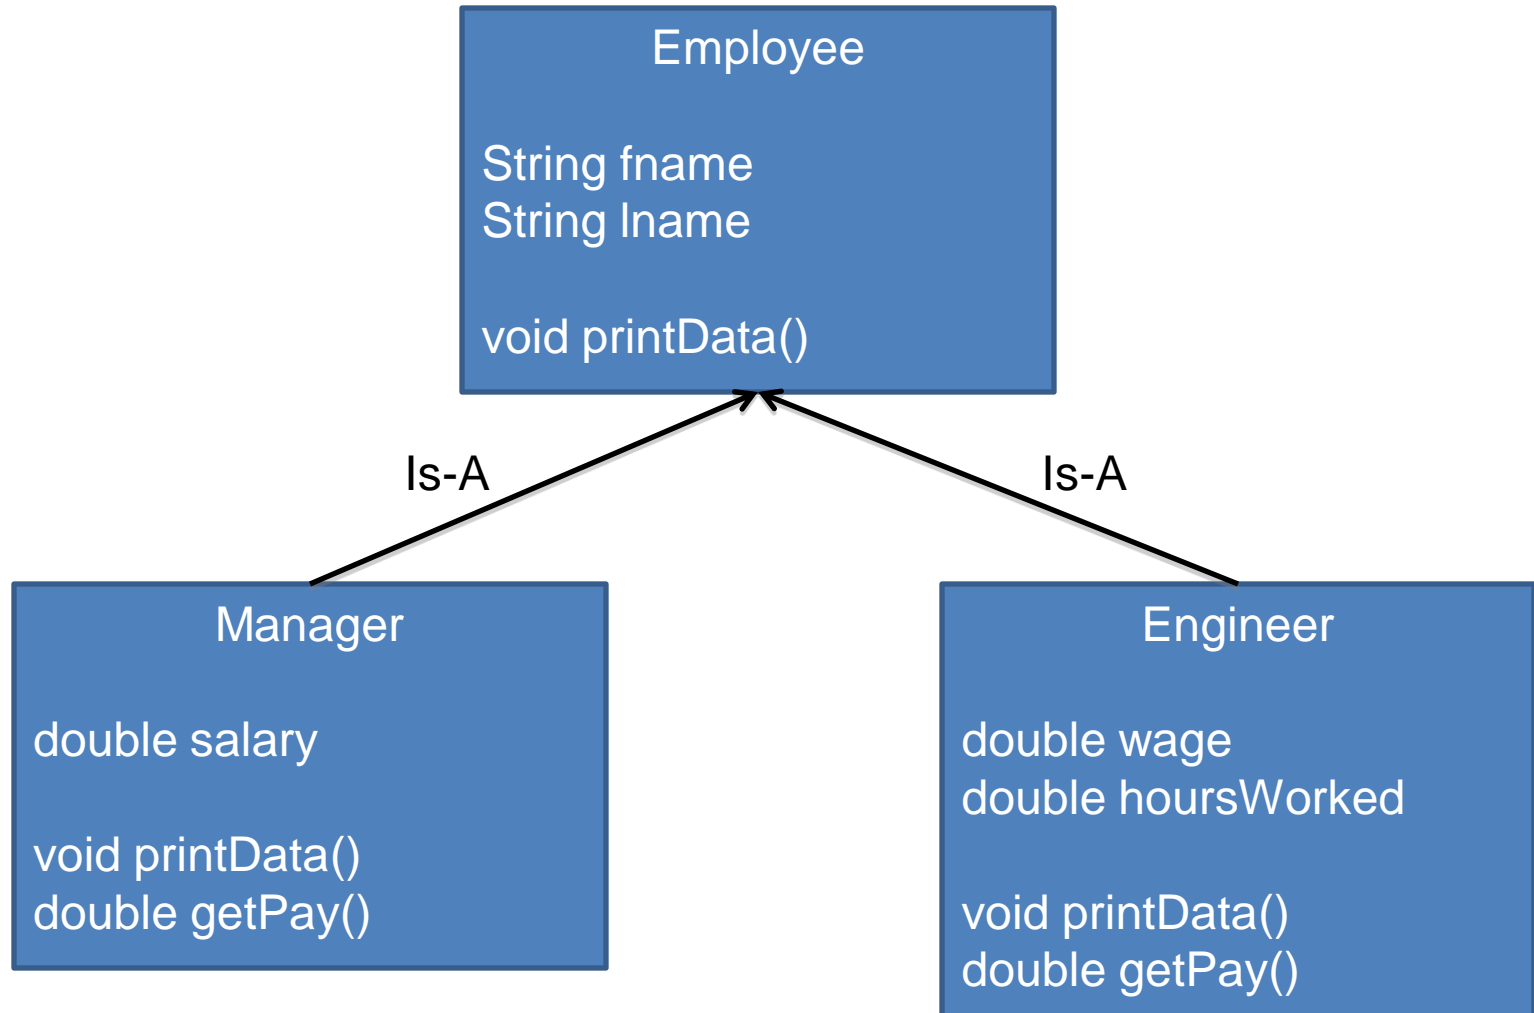 Employee
String fname
String lname
void printData()
Is-A
Is-A
Manager
double salary
void printData()
double getPay()
Engineer
double wage
double hoursWorked
void printData()
double getPay()